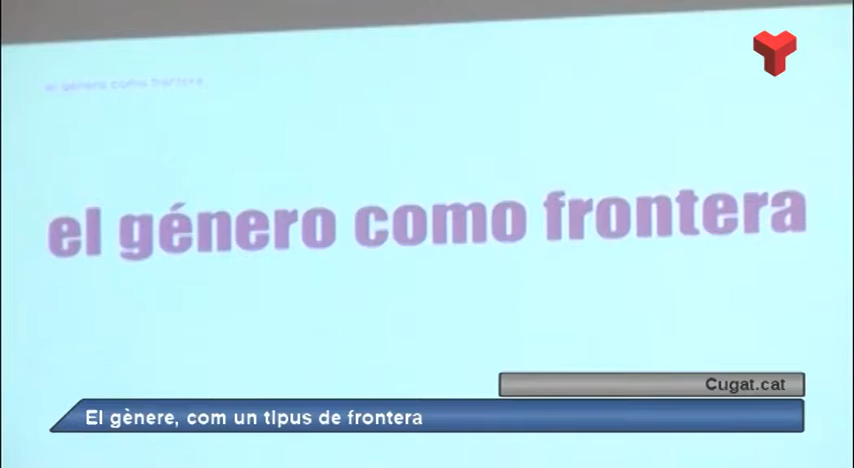 el género como frontera
el género como frontera
Cugat.cat
El gènere, com un tipus de frontera